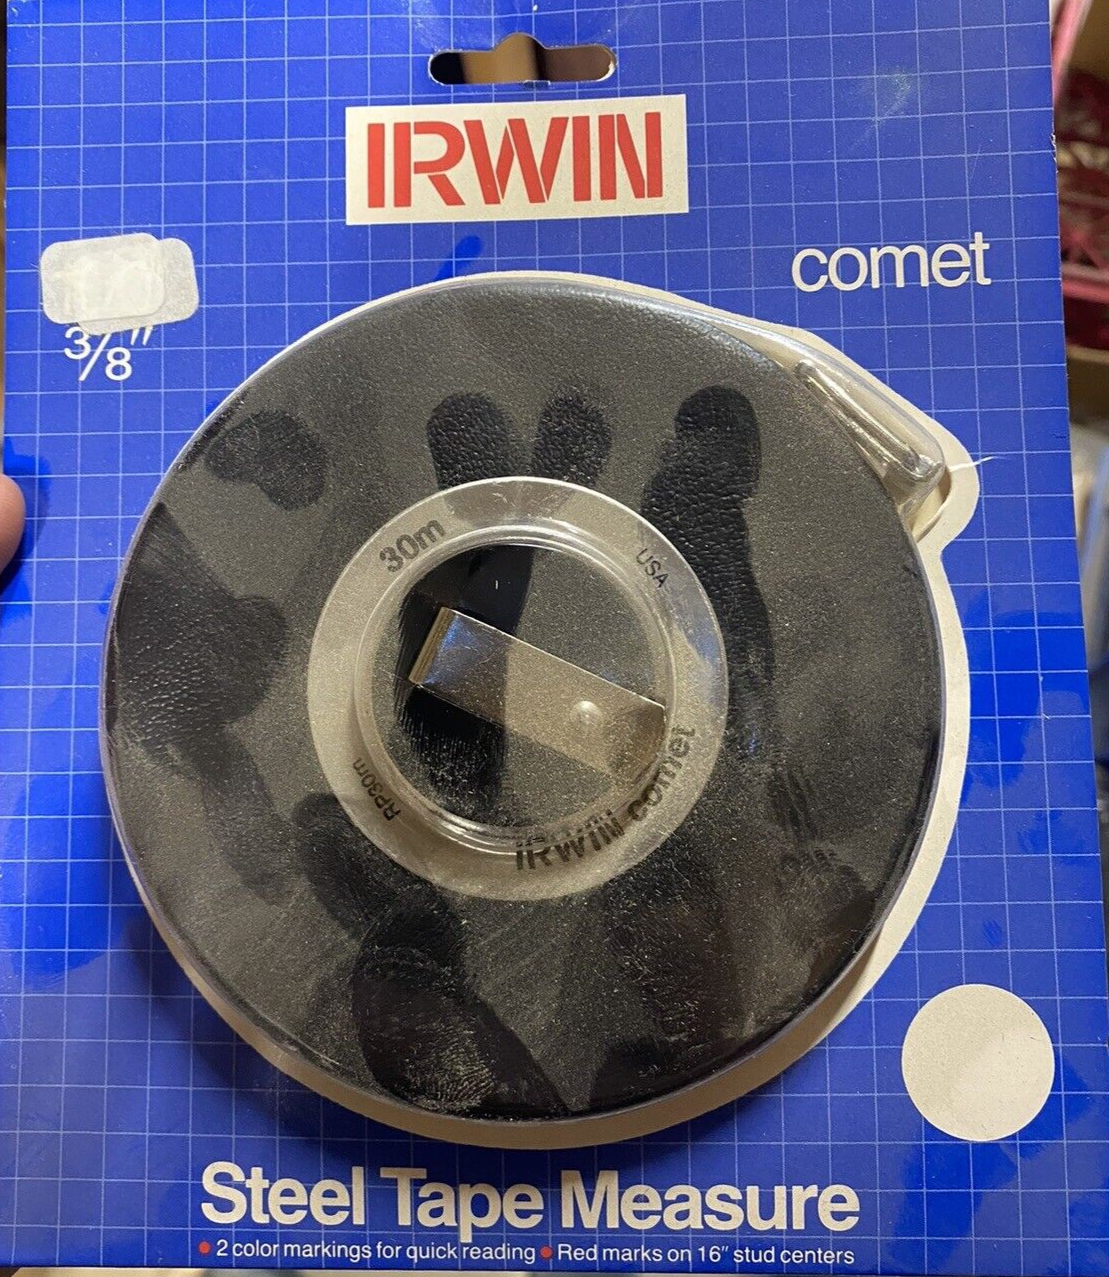 IRWIN
comet
3/8"
30m
USA
RP30m
IRWIN comet
Steel Tape Measure
• 2 color markings for quick reading • Red marks on 16" stud centers